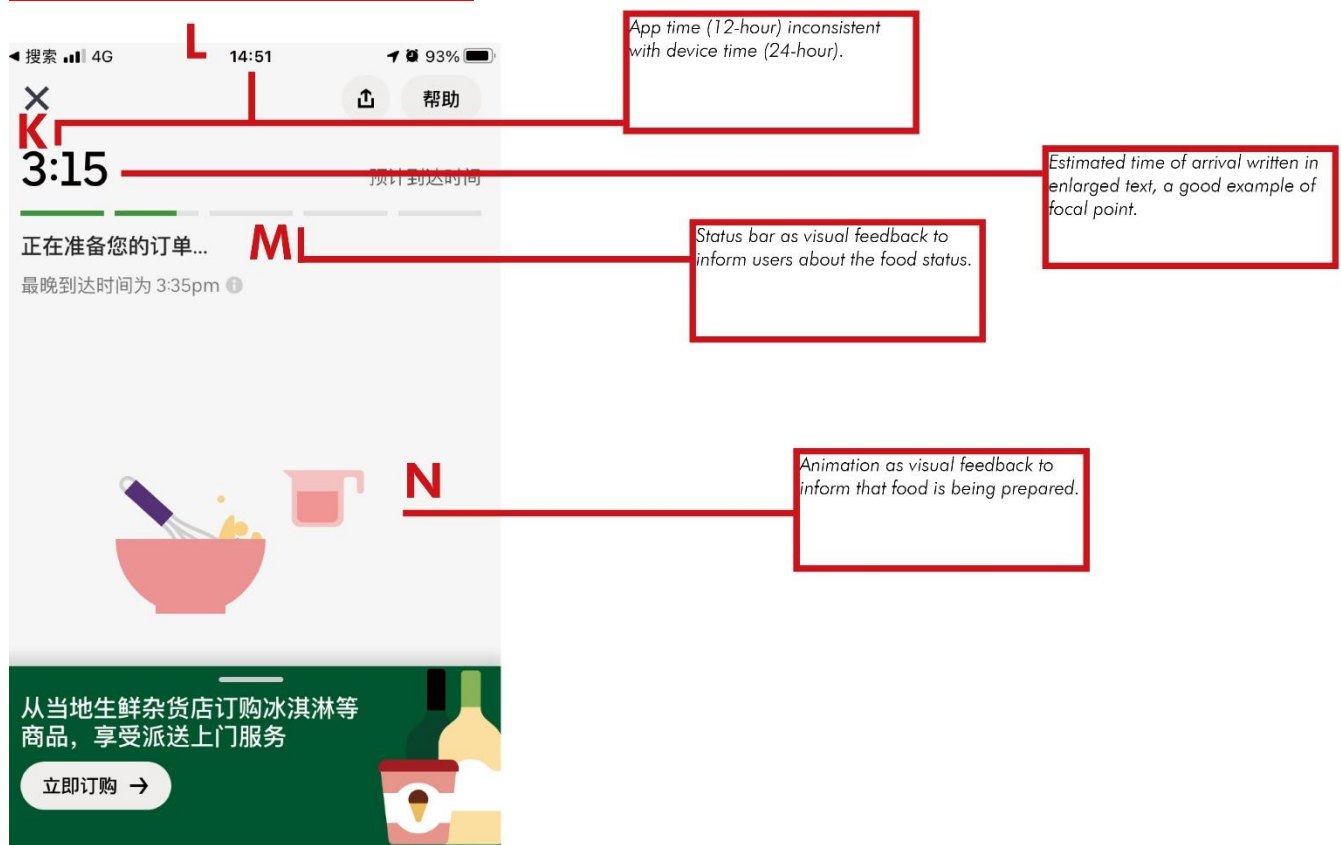 L
App time (12-hour) inconsistent
with device time (24-hour).
搜索 4G 14:51 93%
帮助
K
3:15
预计到达时间
Estimated time of arrival written in
enlarged text, a good example of
focal point.
正在准备您的订单...
M
Status bar as visual feedback to
inform users about the food status.
最晚到达时间为 3:35pm
N
Animation as visual feedback to
inform that food is being prepared.
从当地生鲜杂货店订购冰淇淋等
商品，享受派送上门服务
立即订购 →